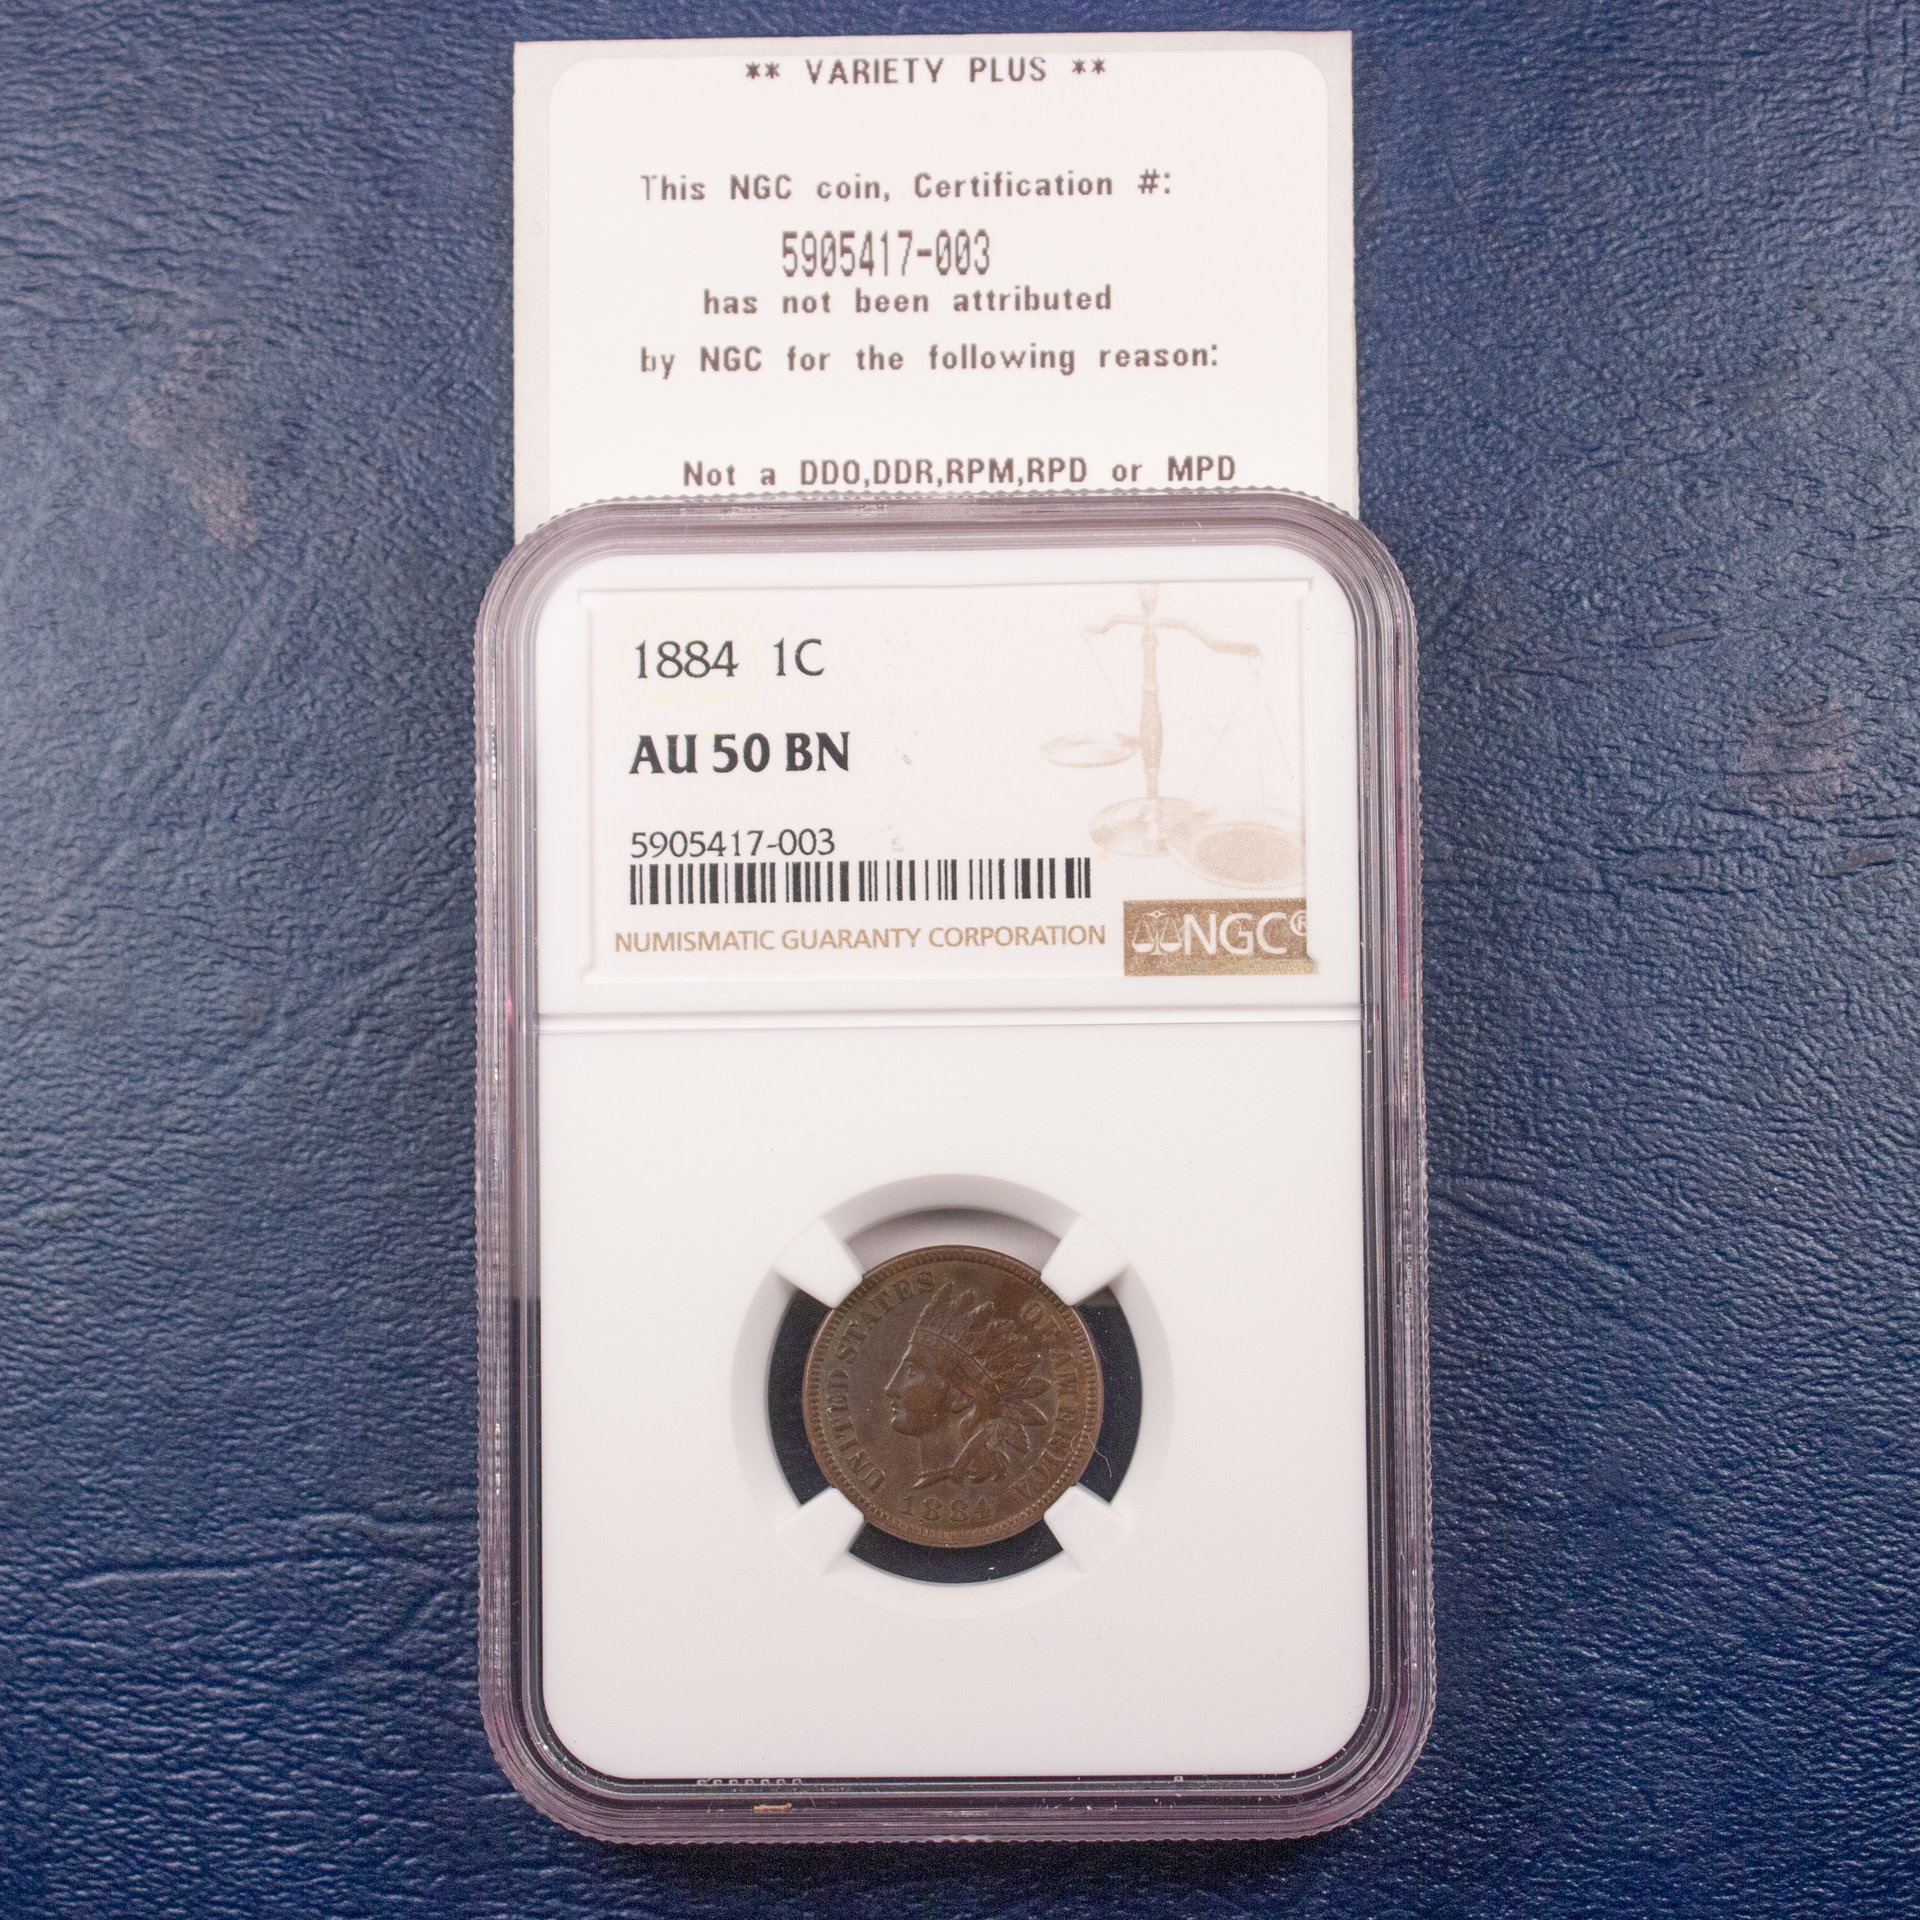 ** VARIETY PLUS **
This NGC coin, Certification #:
5905417-003
has not been attributed
by NGC for the following reason:
Not a DDO,DDR,RPM,RPD or MPD
1884 1C
AU 50 BN
5905417-003
NUMISMATIC GUARANTY CORPORATION
NGC®
UNITED STATES OF AMERICA
1884